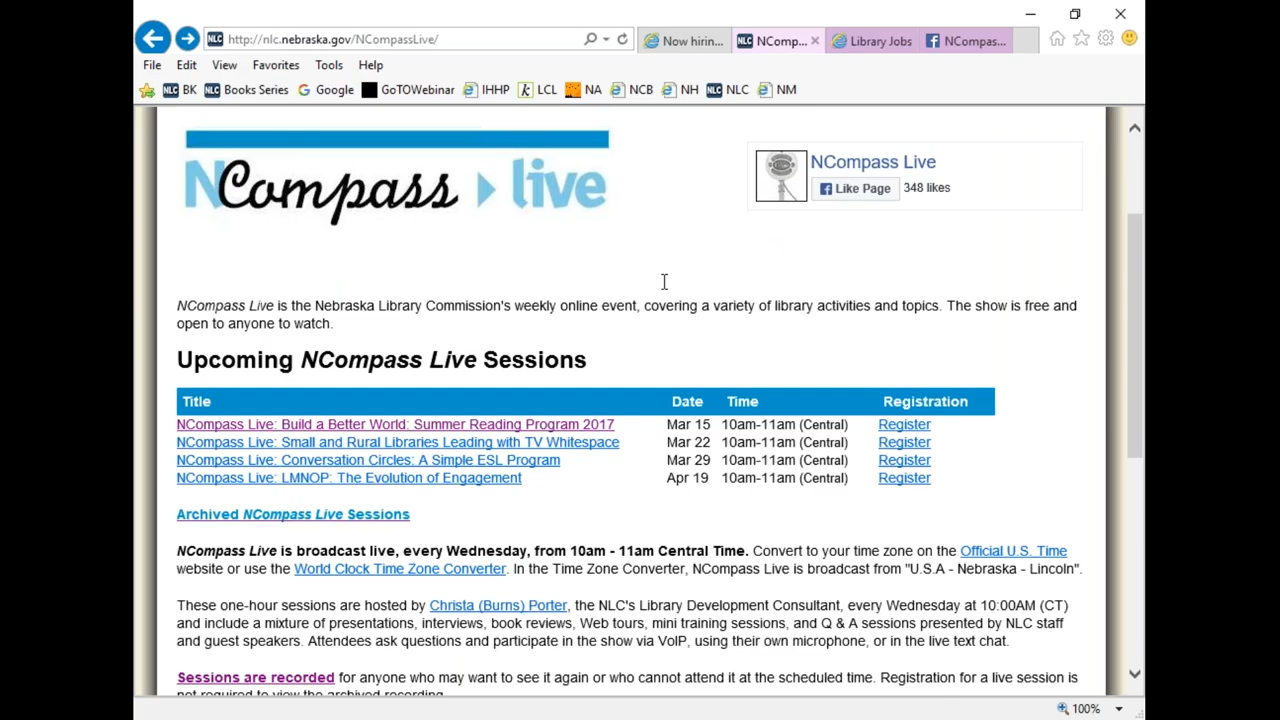 http://nlc.nebraska.gov/NCompassLive/
Now hirin...
NComp...
Library Jobs
NCompas...
File Edit View Favorites Tools Help
BK Books Series Google GoTOWebinar IHHP LCL NA NCB NH NLC NM
NCompass live
NCompass Live
Like Page 348 likes
NCompass Live is the Nebraska Library Commission's weekly online event, covering a variety of library activities and topics. The show is free and
open to anyone to watch.
Upcoming NCompass Live Sessions
Title Date Time Registration
NCompass Live: Build a Better World: Summer Reading Program 2017 Mar 15 10am-11am (Central) Register
NCompass Live: Small and Rural Libraries Leading with TV Whitespace Mar 22 10am-11am (Central) Register
NCompass Live: Conversation Circles: A Simple ESL Program Mar 29 10am-11am (Central) Register
NCompass Live: LMNOP: The Evolution of Engagement Apr 19 10am-11am (Central) Register
Archived NCompass Live Sessions
NCompass Live is broadcast live, every Wednesday, from 10am - 11am Central Time. Convert to your time zone on the Official U.S. Time
website or use the World Clock Time Zone Converter. In the Time Zone Converter, NCompass Live is broadcast from "U.S.A - Nebraska - Lincoln".
These one-hour sessions are hosted by Christa (Burns) Porter, the NLC's Library Development Consultant, every Wednesday at 10:00AM (CT)
and include a mixture of presentations, interviews, book reviews, Web tours, mini training sessions, and Q & A sessions presented by NLC staff
and guest speakers. Attendees ask questions and participate in the show via VoIP, using their own microphone, or in the live text chat.
Sessions are recorded for anyone who may want to see it again or who cannot attend it at the scheduled time. Registration for a live session is
not required to view the archived recording.
100%